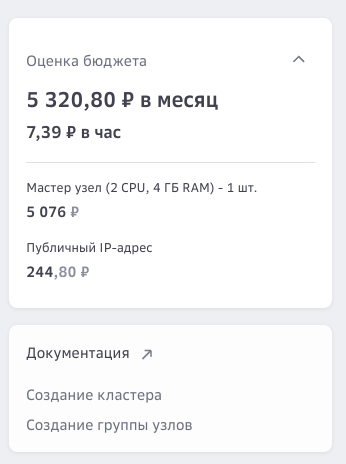 Оценка бюджета
5 320,80 ₽ в месяц
7,39 ₽ в час
Мастер узел (2 CPU, 4 ГБ RAM) - 1 шт.
5 076 ₽
Публичный IP-адрес
244,80 ₽
Документация
Создание кластера
Создание группы узлов